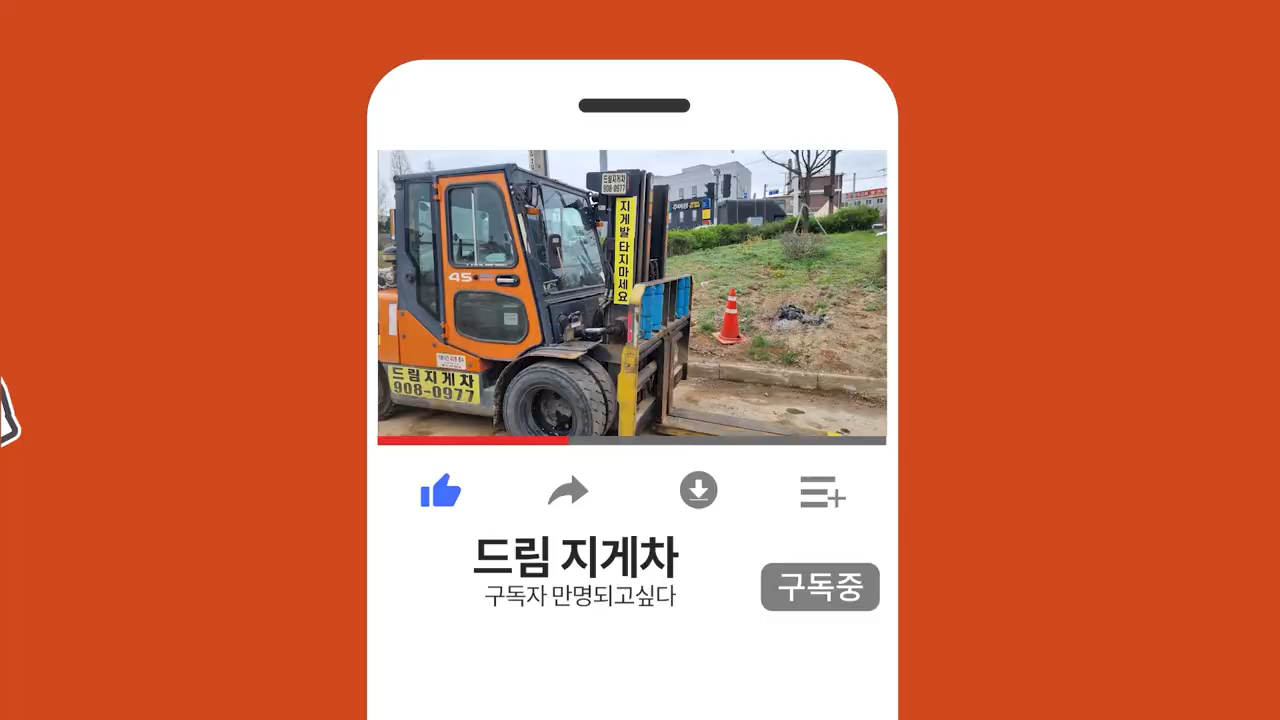 드림지게차
908-0977
지게발 타지마세요
45
드림지게차
908-0977
드림 지게차
구독자 만명되고싶다
구독중